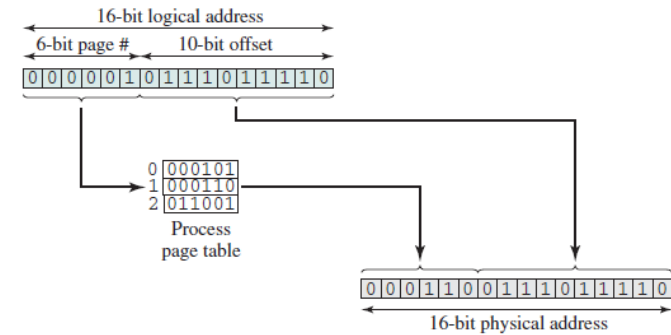 16-bit logical address
6-bit page # 10-bit offset
0 0 0 0 0 1 0 1 1 1 0 1 1 1 1 0
0 000101
1 000110
2 011001
Process
page table
0 0 0 1 1 0 0 1 1 1 0 1 1 1 1 0
16-bit physical address